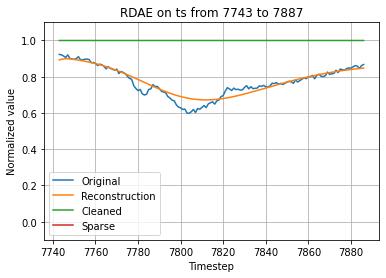 RDAE on ts from 7743 to 7887
Normalized value
1.0
0.8
0.6
0.4
0.2
0.0
Original
Reconstruction
Cleaned
Sparse
7740 7760 7780 7800 7820 7840 7860 7880
Timestep